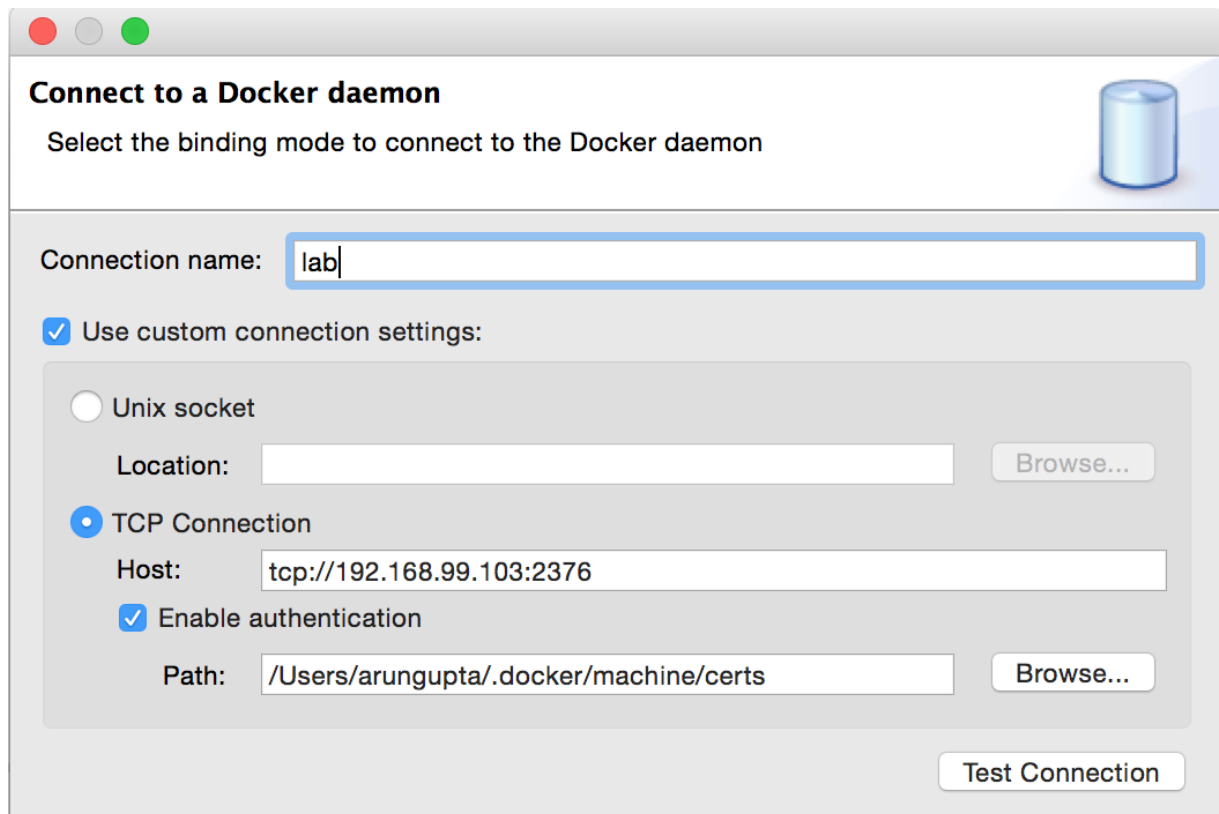 Connect to a Docker daemon
Select the binding mode to connect to the Docker daemon
Connection name: lab
Use custom connection settings:
Unix socket
Location: Browse...
TCP Connection
Host: tcp://192.168.99.103:2376
Enable authentication
Path: /Users/arungupta/.docker/machine/certs Browse...
Test Connection